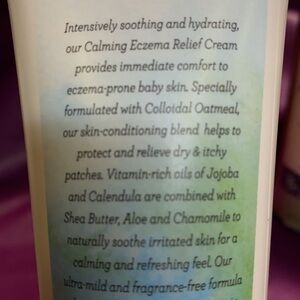 Intensively soothing and hydrating,
our Calming Eczema Relief Cream
provides immediate comfort to
eczema-prone baby skin. Specially
formulated with Colloidal Oatmeal,
our skin-conditioning blend helps to
protect and relieve dry & itchy
patches. Vitamin-rich oils of Jojoba
and Calendula are combined with
Shea Butter, Aloe and Chamomile to
naturally soothe irritated skin for a
calming and refreshing feel. Our
ultra-mild and fragrance-free formula